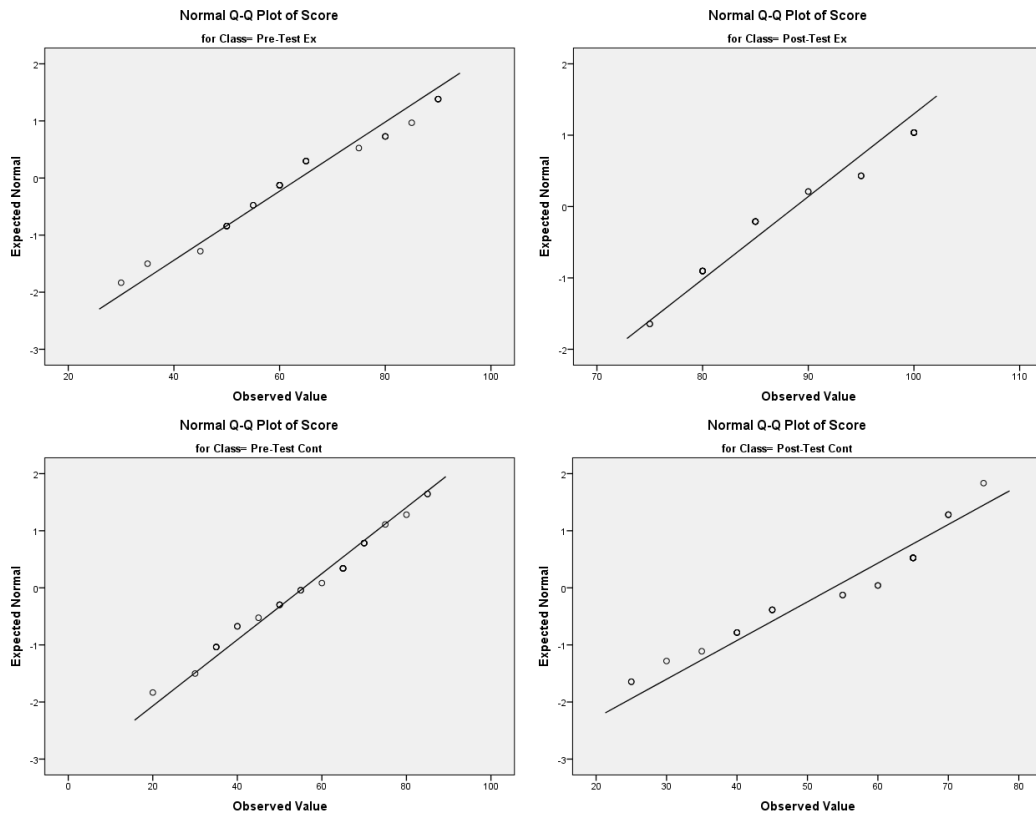 Normal Q-Q Plot of Score
for Class= Pre-Test Ex
Expected Normal
2
1
0
-1
-2
-3
20
40
60
80
100
Observed Value
Normal Q-Q Plot of Score
for Class= Post-Test Ex
Expected Normal
2
1
0
-1
-2
70
80
90
100
110
Observed Value
Normal Q-Q Plot of Score
for Class= Pre-Test Cont
Expected Normal
2
1
0
-1
-2
-3
0
20
40
60
80
100
Observed Value
Normal Q-Q Plot of Score
for Class= Post-Test Cont
Expected Normal
2
1
0
-1
-2
-3
20
30
40
50
60
70
80
Observed Value